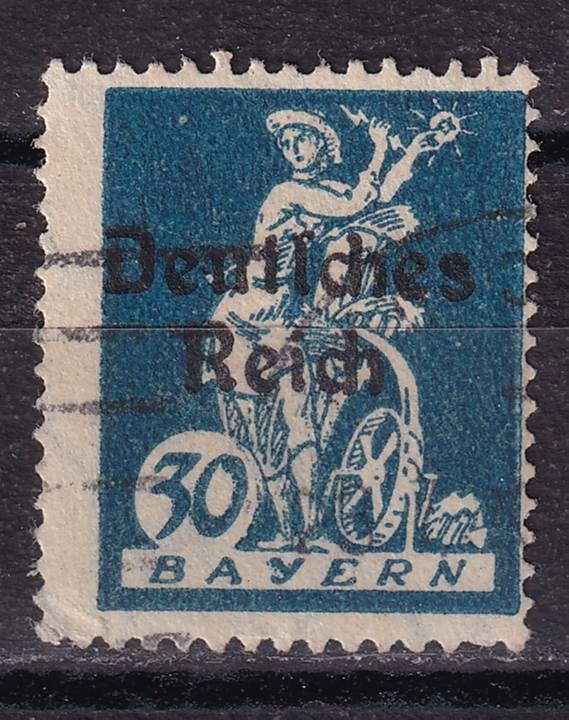 Deutſches
Reich
30
BAYERN